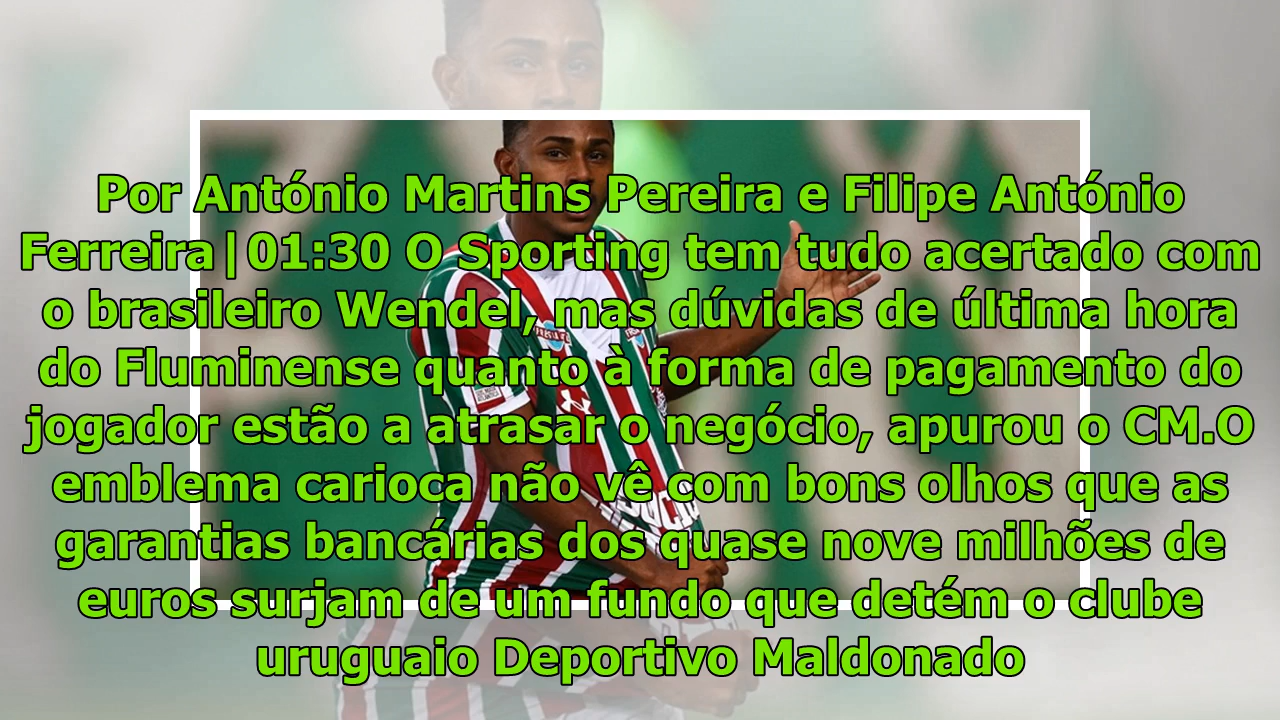 Por António Martins Pereira e Filipe António
Ferreira|01:30 O Sporting tem tudo acertado com
o brasileiro Wendel, mas dúvidas de última hora
do Fluminense quanto à forma de pagamento do
jogador estão a atrasar o negócio, apurou o CM.O
emblema carioca não vê com bons olhos que as
garantias bancárias dos quase nove milhões de
euros surjam de um fundo que detém o clube
uruguaio Deportivo Maldonado